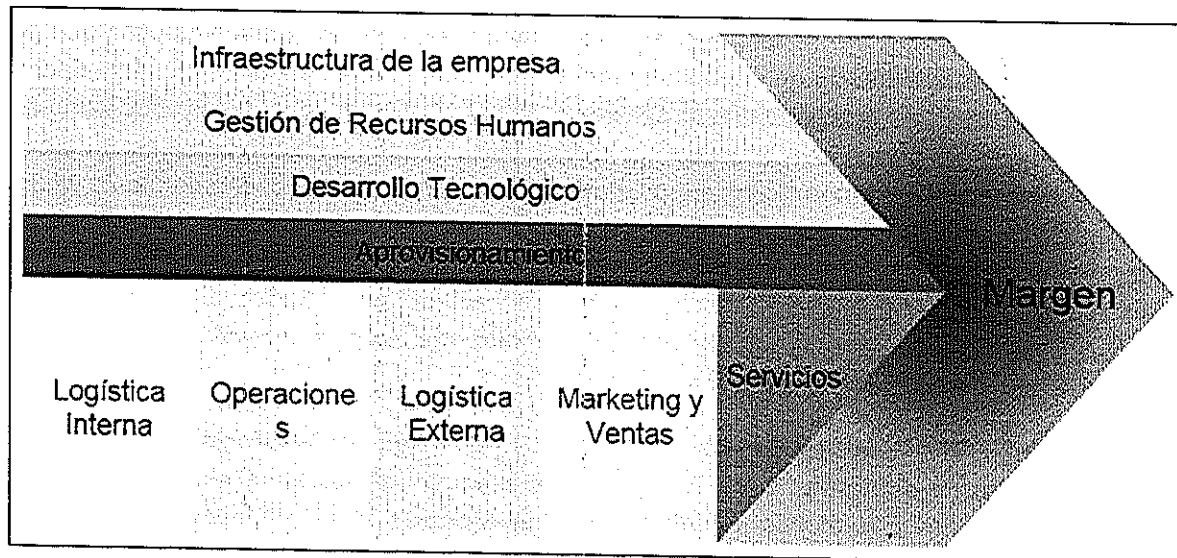 Infraestructura de la empresa
Gestión de Recursos Humanos
Desarrollo Tecnológico
Aprovisionamiento
Margen
Servicios
Logística
Interna
Operacione
s
Logística
Externa
Marketing y
Ventas